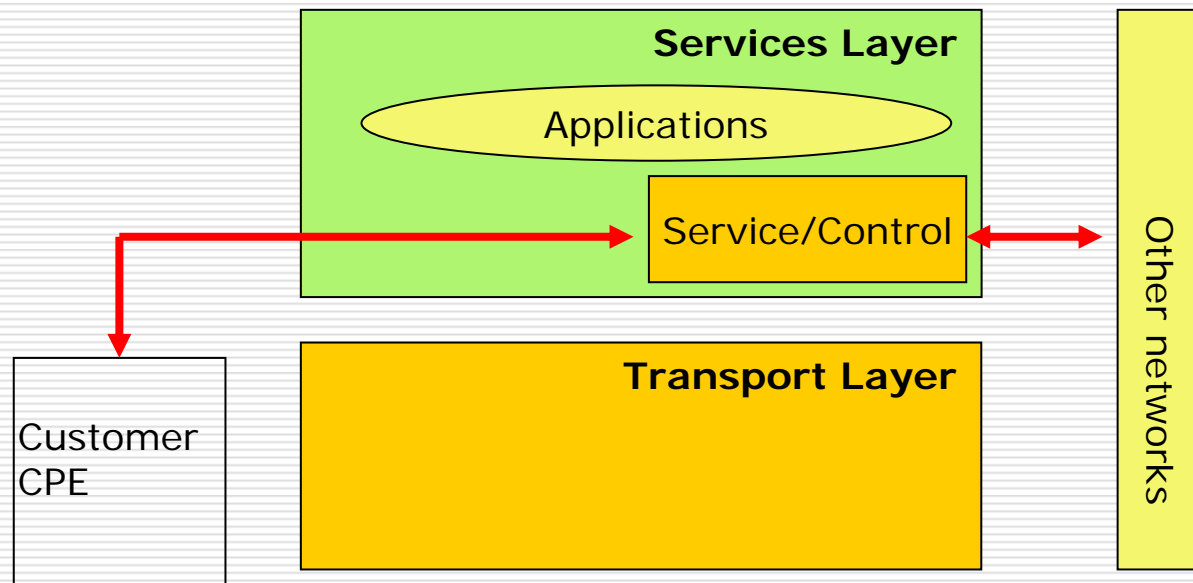 Services Layer
Applications
Service/Control
Other networks
Transport Layer
Customer
CPE